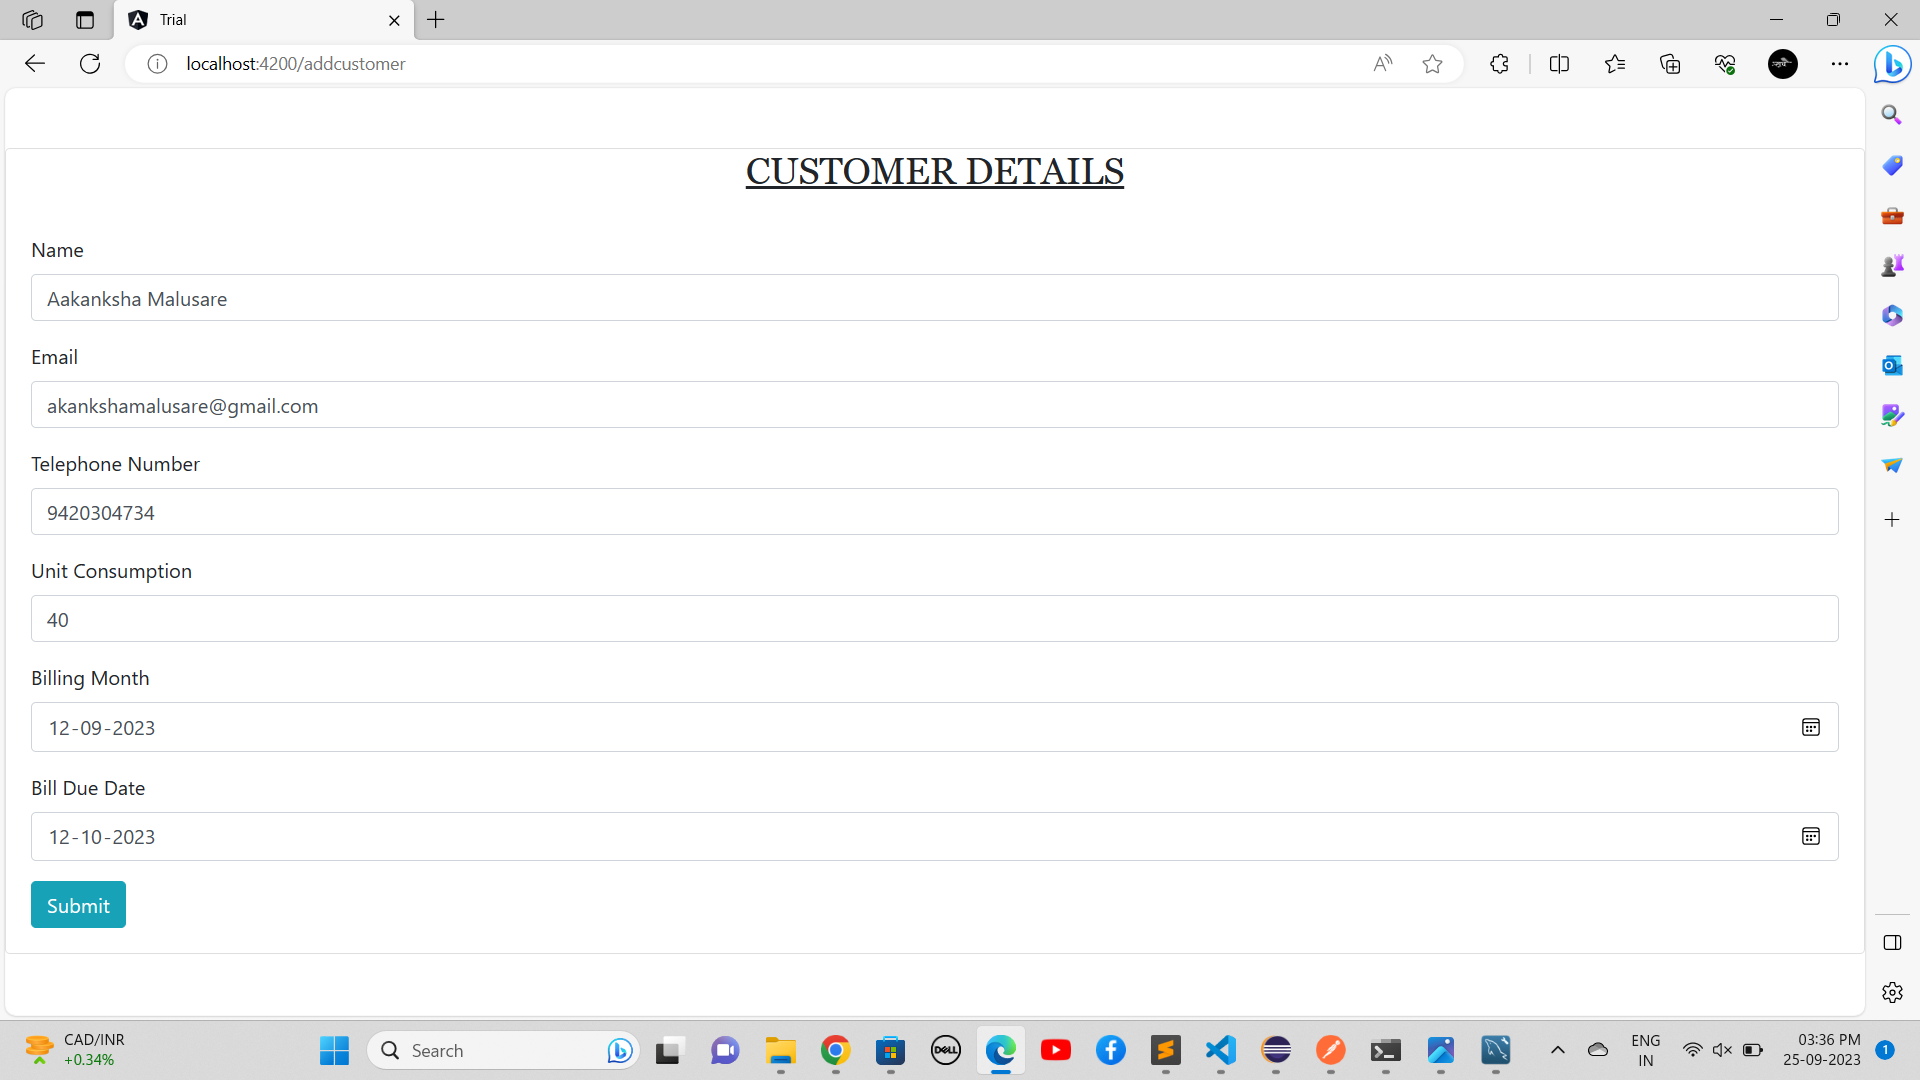 Trial
localhost:4200/addcustomer
CUSTOMER DETAILS
Name
Aakanksha Malusare
Email
akankshamalusare@gmail.com
Telephone Number
9420304734
Unit Consumption
40
Billing Month
12-09-2023
Bill Due Date
12-10-2023
Submit
CAD/INR
+0.34%
Search
DELL
ENG
IN
03:36 PM
25-09-2023
1